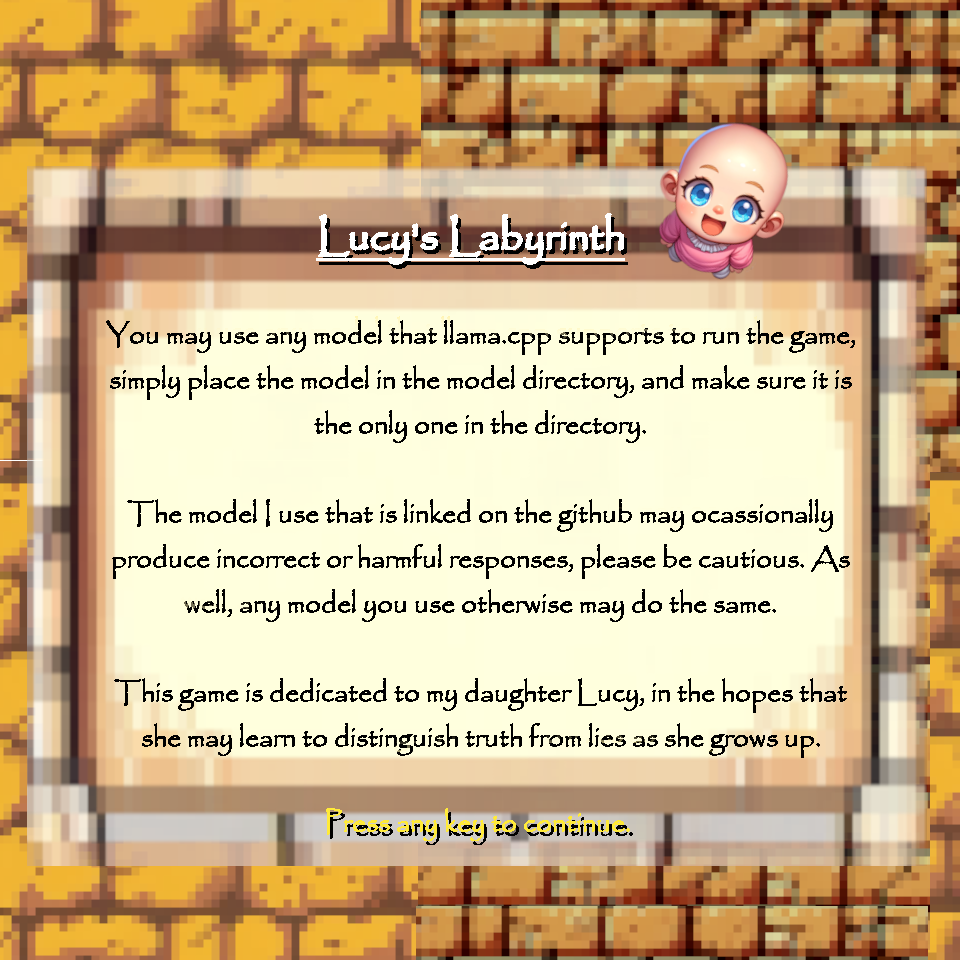 Lucy's Labyrinth
You may use any model that llama.cpp supports to run the game,
simply place the model in the model directory, and make sure it is
the only one in the directory.
The model I use that is linked on the github may ocassionally
produce incorrect or harmful responses, please be cautious. As
well, any model you use otherwise may do the same.
This game is dedicated to my daughter Lucy, in the hopes that
she may learn to distinguish truth from lies as she grows up.
Press any key to continue.